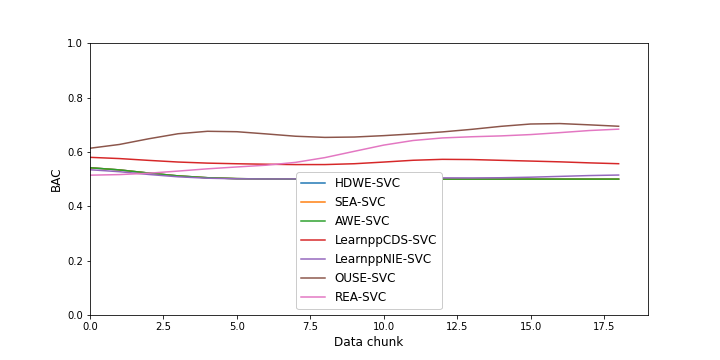 1.0
0.8
0.6
0.4
0.2
0.0
BAC
HDWE-SVC
SEA-SVC
AWE-SVC
LearnppCDS-SVC
LearnppNIE-SVC
OUSE-SVC
REA-SVC
0.0 2.5 5.0 7.5 10.0 12.5 15.0 17.5
Data chunk